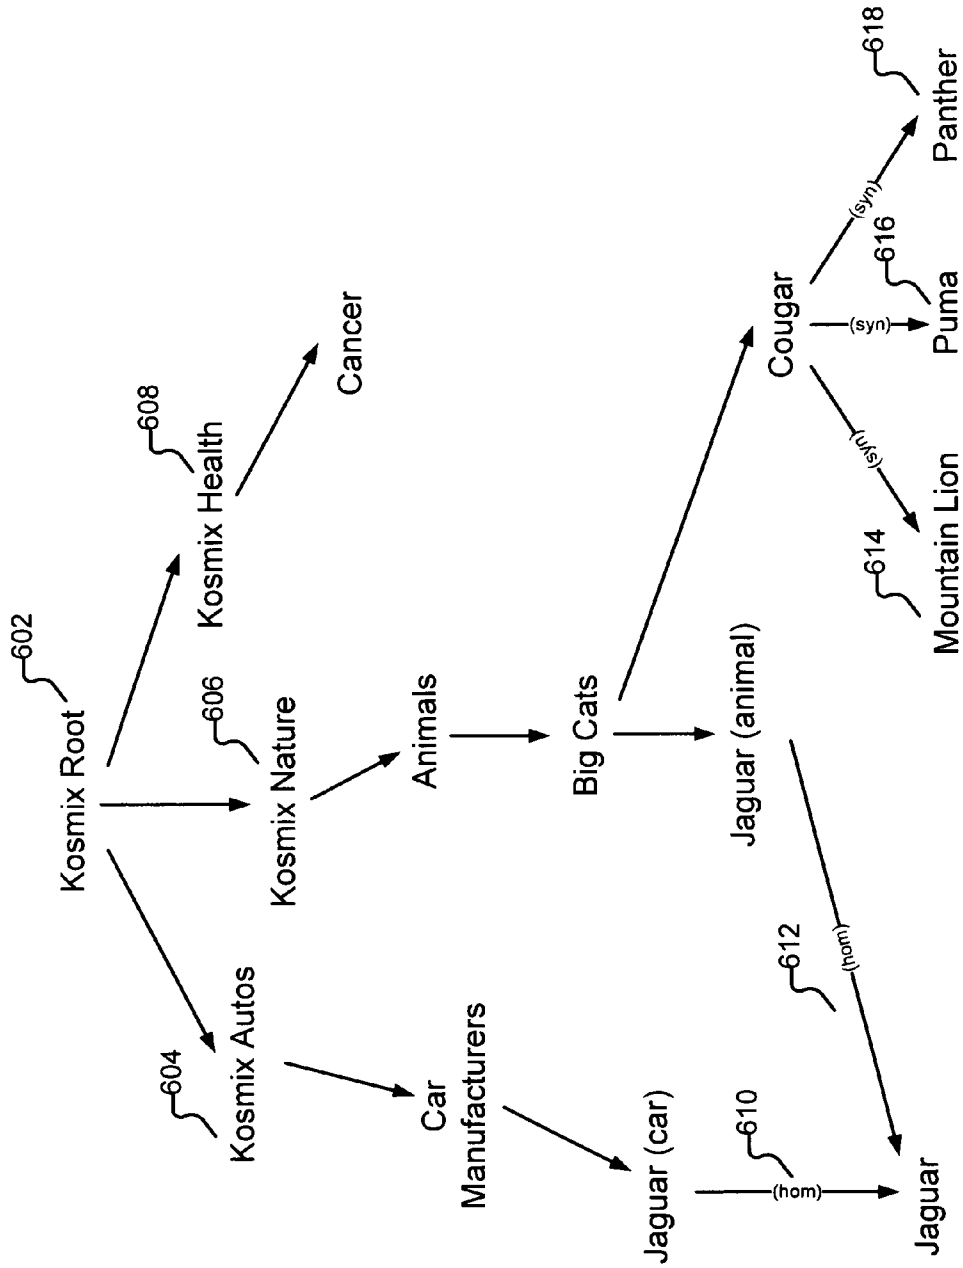 602
Kosmix Root
608
Kosmix Health
604
Kosmix Autos
606
Kosmix Nature
Cancer
Animals
Car
Manufacturers
Big Cats
Cougar
Jaguar (car)
Jaguar (animal)
(syn)
(syn)
(syn)
610
(hom)
612
(hom)
614
616
618
Jaguar
Mountain Lion
Puma
Panther